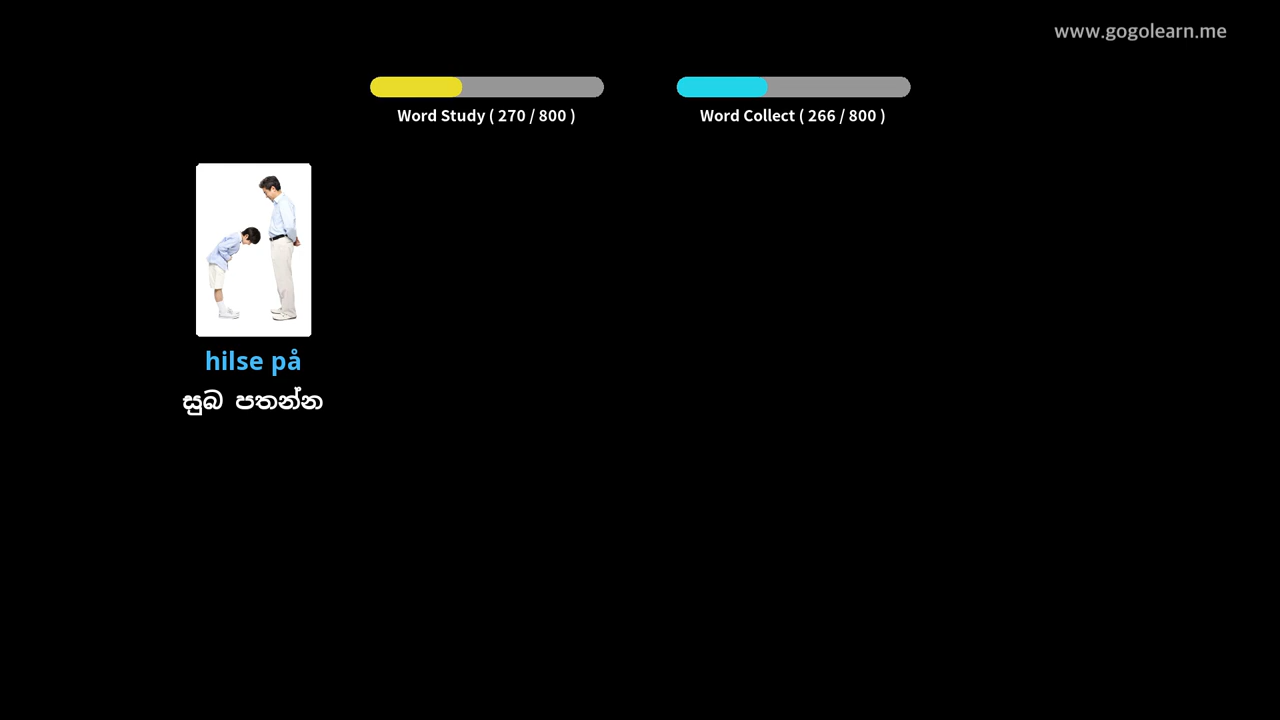 www.gogolearn.me
Word Study ( 270 / 800 )
Word Collect ( 266 / 800 )
hilse på
සුබ පතන්න